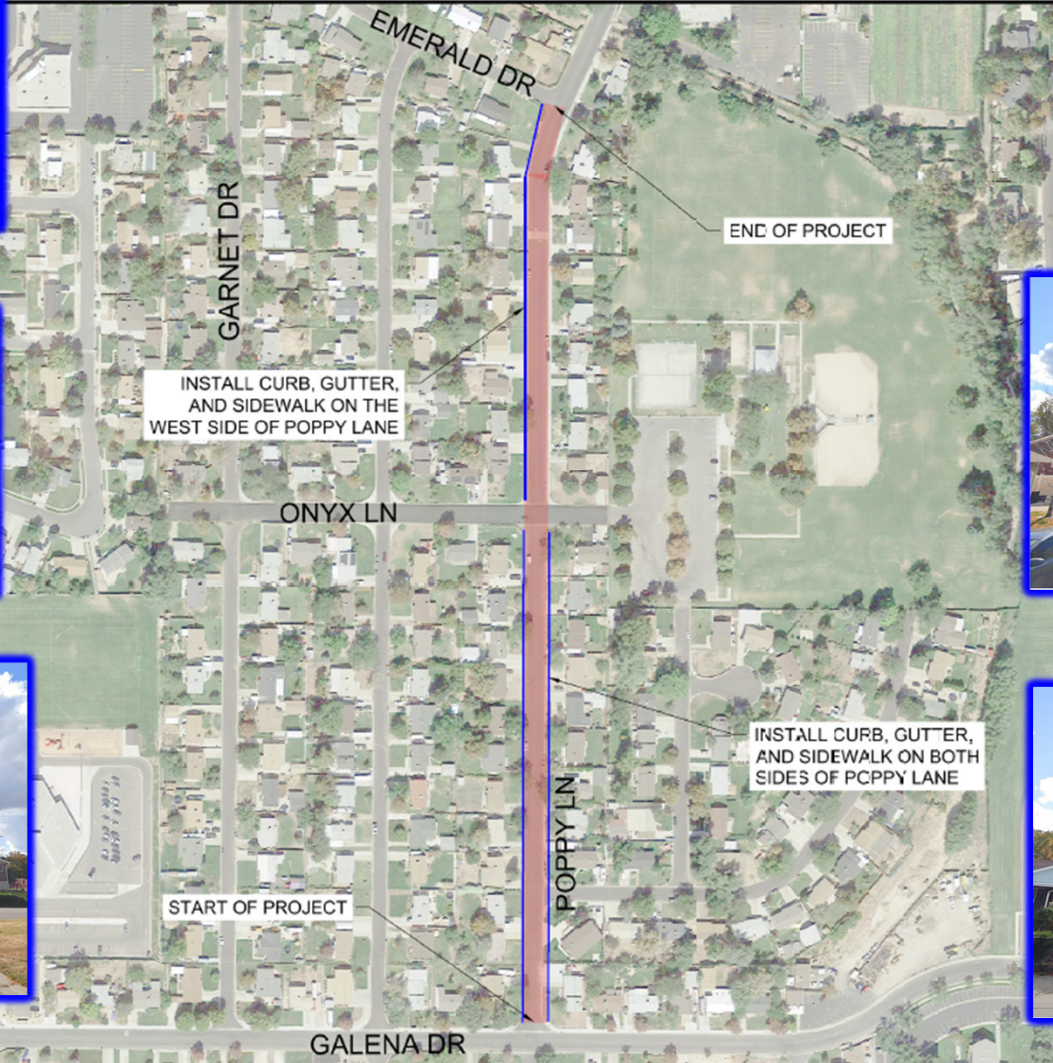 EMERALD DR
GARNET DR
END OF PROJECT
INSTALL CURB, GUTTER,
AND SIDEWALK ON THE
WEST SIDE OF POPPY LANE
ONYX LN
INSTALL CURB, GUTTER,
AND SIDEWALK ON BOTH
SIDES OF POPPY LANE
POPPY LN
START OF PROJECT
GALENA DR